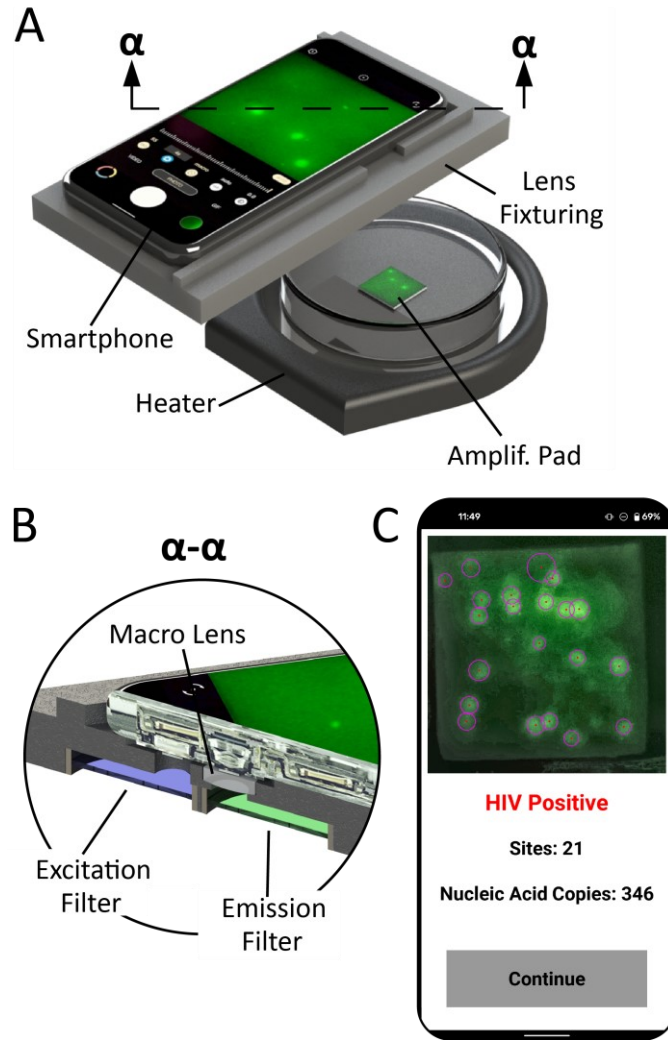 A
α
α
Lens
Fixturing
Smartphone
Heater
Amplif. Pad
B
α-α
Macro Lens
Excitation
Filter
Emission
Filter
C
11:49
69%
HIV Positive
Sites: 21
Nucleic Acid Copies: 346
Continue